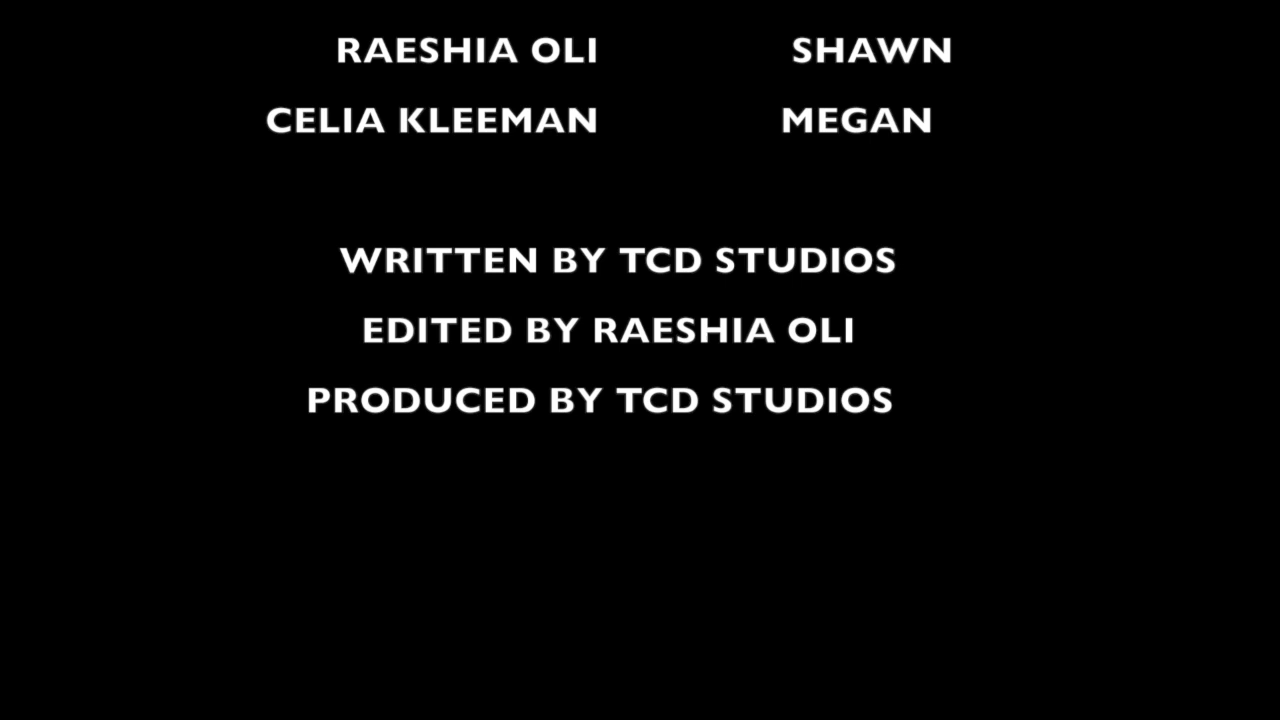 RAESHIA OLI SHAWN
CELIA KLEEMAN MEGAN
WRITTEN BY TCD STUDIOS
EDITED BY RAESHIA OLI
PRODUCED BY TCD STUDIOS